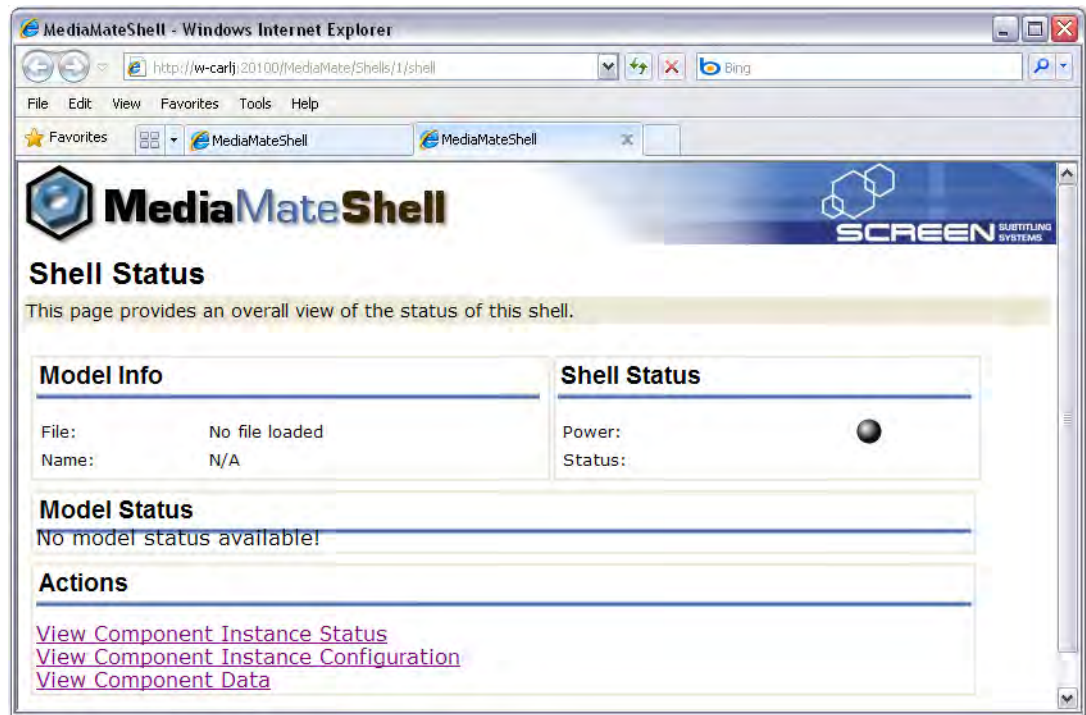 MediaMateShell - Windows Internet Explorer
http://w-carlj:20100/MediaMate/Shells/1/shell
Bing
File Edit View Favorites Tools Help
Favorites
MediaMateShell
MediaMateShell
MediaMateShell
SCREEN SUBTITLING SYSTEMS
Shell Status
This page provides an overall view of the status of this shell.
Model Info
File: No file loaded
Name: N/A
Shell Status
Power:
Status:
Model Status
No model status available!
Actions
View Component Instance Status
View Component Instance Configuration
View Component Data